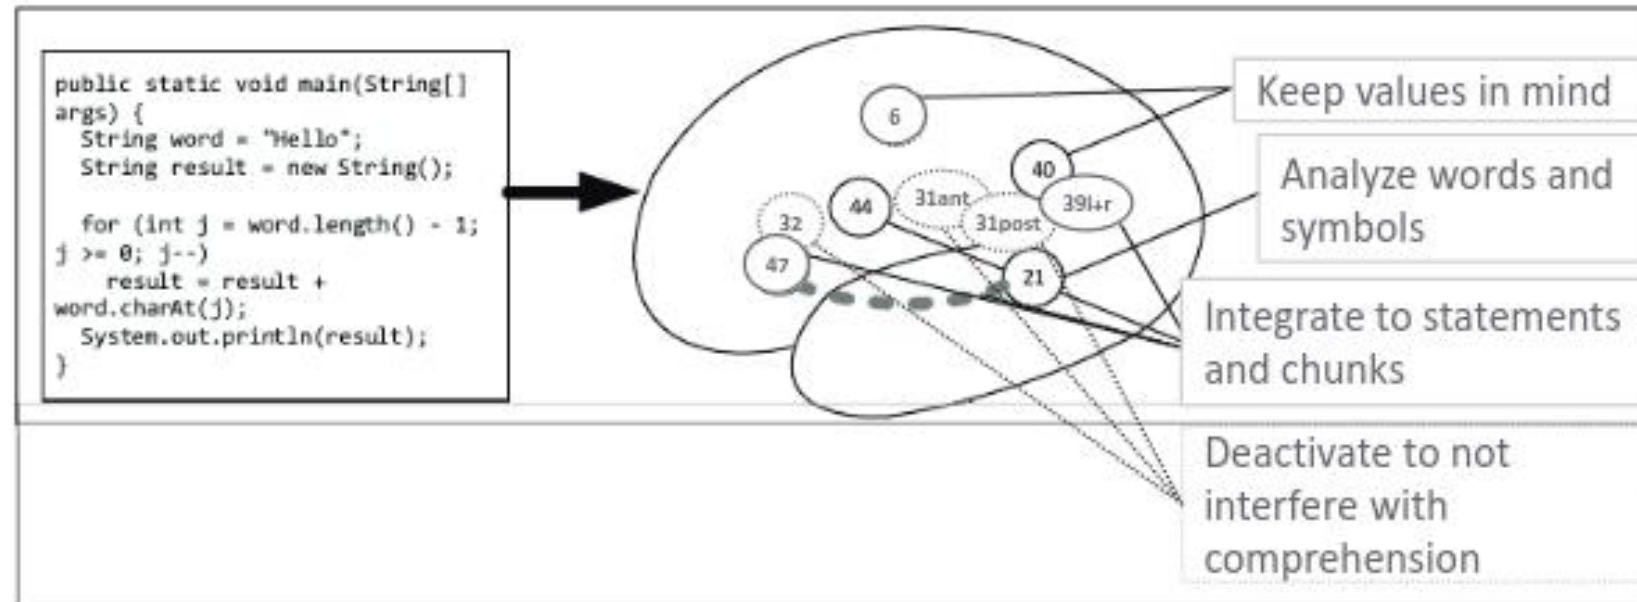 public static void main(String[]
args) {
  String word = "Hello";
  String result = new String();
  for (int j = word.length() - 1;
j >= 0; j--)
    result = result +
word.charAt(j);
  System.out.println(result);
}
6
40
44
31ant
39l+r
32
31post
47
21
Keep values in mind
Analyze words and
symbols
Integrate to statements
and chunks
Deactivate to not
interfere with
comprehension